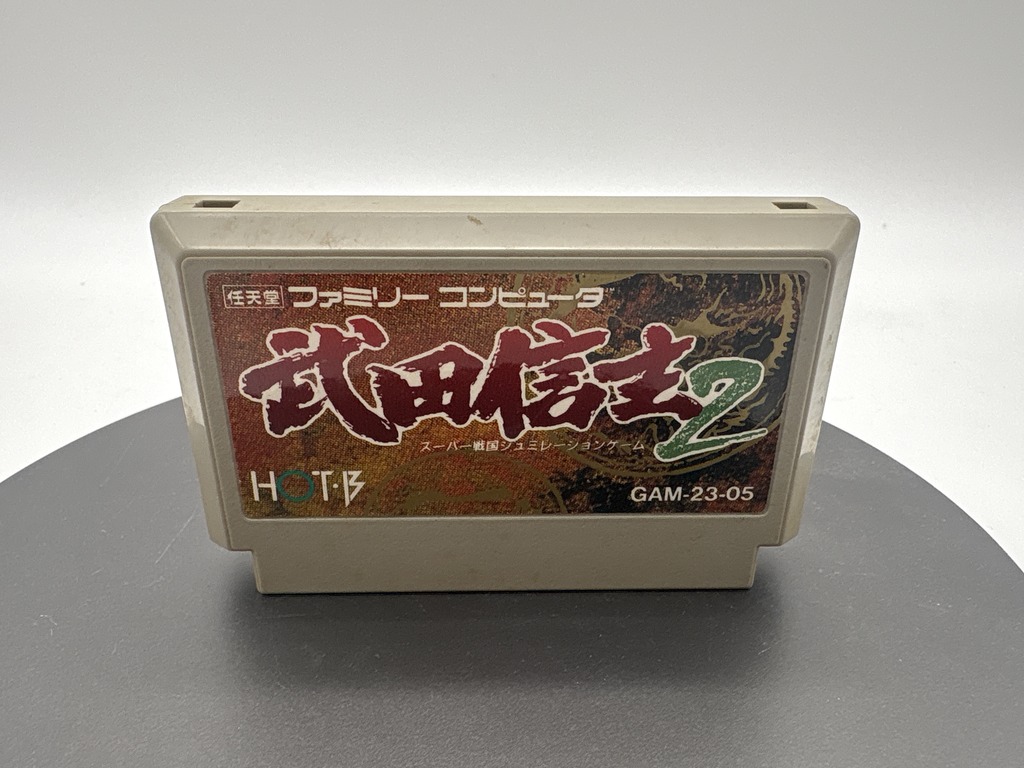 任天堂 ファミリー コンピュータ
武田信玄2
スーパー戦国シュミレーションゲーム
HOT・B
GAM-23-05